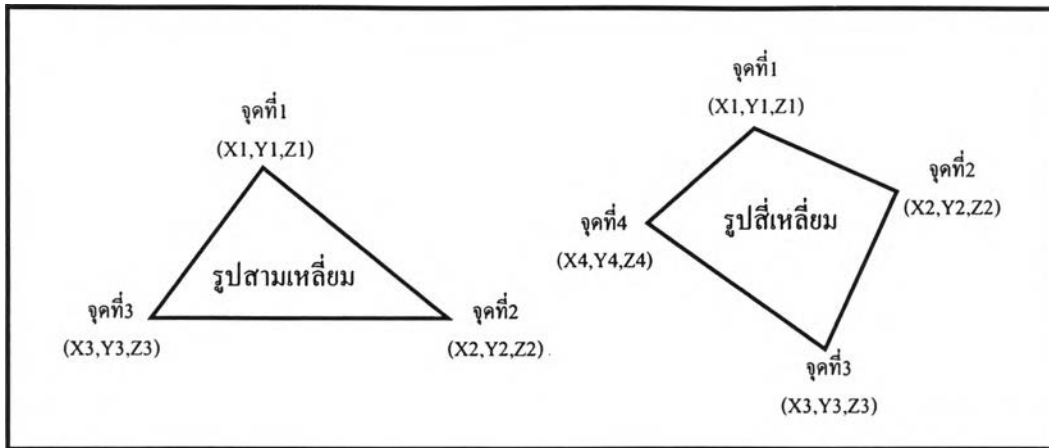 จุดที่1
(X1,Y1,Z1)
รูปสามเหลี่ยม
จุดที่3
(X3,Y3,Z3)
จุดที่2
(X2,Y2,Z2)
จุดที่1
(X1,Y1,Z1)
จุดที่2
(X2,Y2,Z2)
รูปสี่เหลี่ยม
จุดที่4
(X4,Y4,Z4)
จุดที่3
(X3,Y3,Z3)